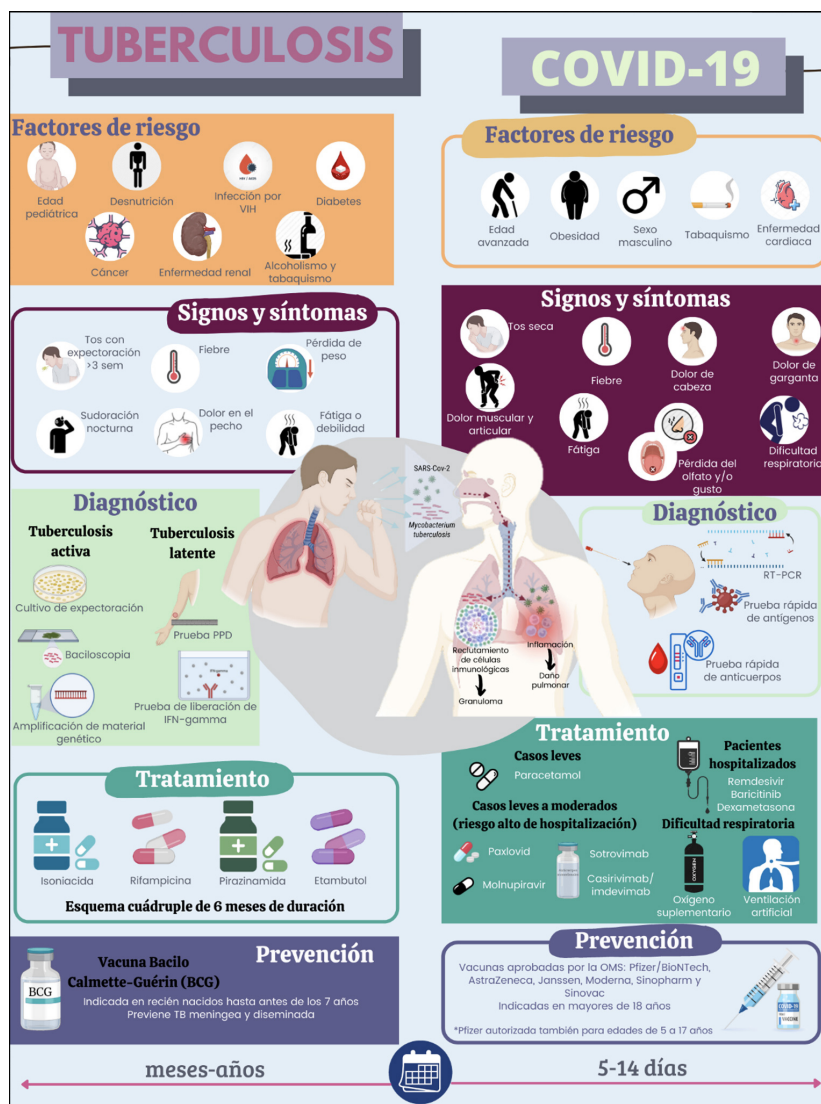 TUBERCULOSIS
Factores de riesgo
Edad
pediátrica
Desnutrición
Infección por
VIH
Diabetes
Cáncer
Enfermedad renal
Alcoholismo y
tabaquismo
Signos y síntomas
Tos con
expectoración
>3 sem
Fiebre
Pérdida de
peso
Sudoración
nocturna
Dolor en el
pecho
Fátiga o
debilidad
Diagnóstico
Tuberculosis
activa
Cultivo de expectoración
Baciloscopia
Amplificación de material
genético
Tuberculosis
latente
Prueba PPD
Prueba de liberación de
IFN-gamma
SARS-Cov-2
Mycobacterium
tuberculosis
Reclutamiento
de células
inmunológicas
Granuloma
Inflamación
Daño
pulmonar
Tratamiento
Isoniacida
Rifampicina
Pirazinamida
Etambutol
Esquema cuádruple de 6 meses de duración
Prevención
BCG
Vacuna Bacilo
Calmette-Guérin (BCG)
Indicada en recién nacidos hasta antes de los 7 años
Previene TB meningea y diseminada
meses-años
COVID-19
Factores de riesgo
Edad
avanzada
Obesidad
Sexo
masculino
Tabaquismo
Enfermedad
cardiaca
Signos y síntomas
Tos seca
Fiebre
Dolor de
cabeza
Dolor de
garganta
Dolor muscular y
articular
Fátiga
Pérdida del
olfato y/o
gusto
Dificultad
respiratoria
Diagnóstico
RT-PCR
Prueba rápida
de antígenos
Prueba rápida
de anticuerpos
Tratamiento
Casos leves
Paracetamol
Pacientes
hospitalizados
Remdesivir
Baricitinib
Dexametasona
Casos leves a moderados
(riesgo alto de hospitalización)
Paxlovid
Molnupiravir
Sotrovimab
Casirivimab/
imdevimab
Dificultad respiratoria
OXYGEN
Oxígeno
suplementario
Ventilación
artificial
Prevención
Vacunas aprobadas por la OMS: Pfizer/BioNTech,
AstraZeneca, Janssen, Moderna, Sinopharm y
Sinovac
Indicadas en mayores de 18 años
*Pfizer autorizada también para edades de 5 a 17 años
COVID-19
VACCINE
5-14 días